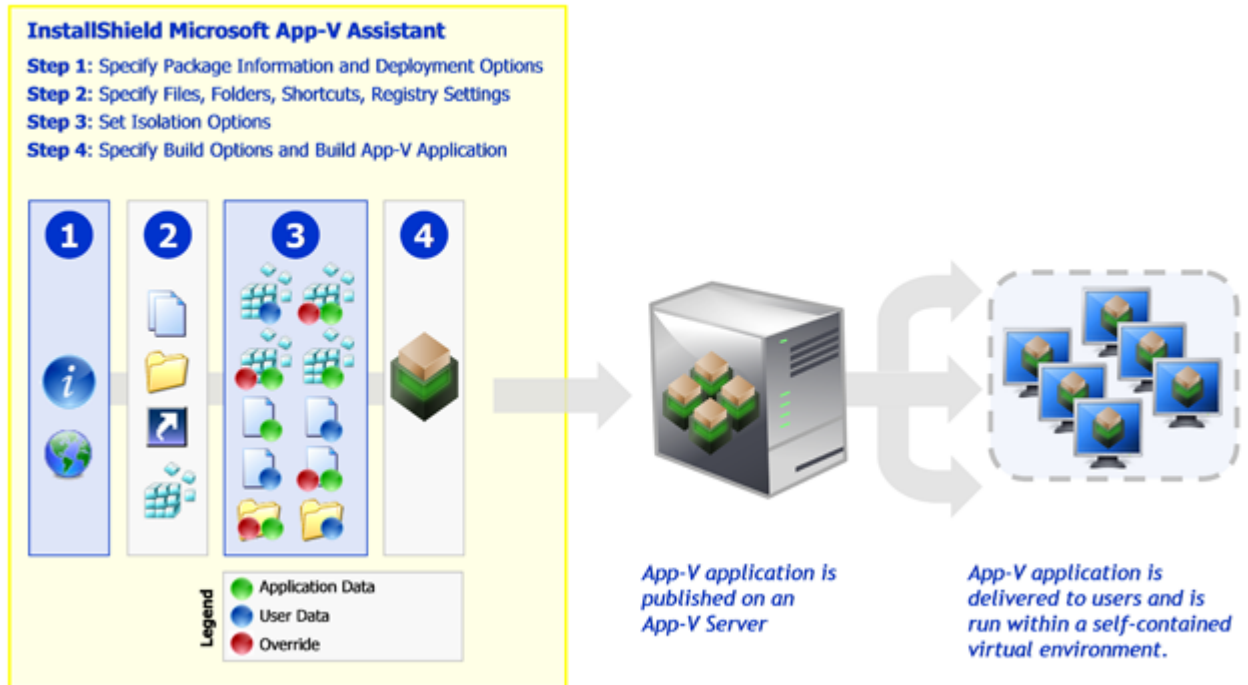 InstallShield Microsoft App-V Assistant
Step 1: Specify Package Information and Deployment Options
Step 2: Specify Files, Folders, Shortcuts, Registry Settings
Step 3: Set Isolation Options
Step 4: Specify Build Options and Build App-V Application
1
2
3
4
i
Legend
Application Data
User Data
Override
App-V application is
published on an
App-V Server
App-V application is
delivered to users and is
run within a self-contained
virtual environment.